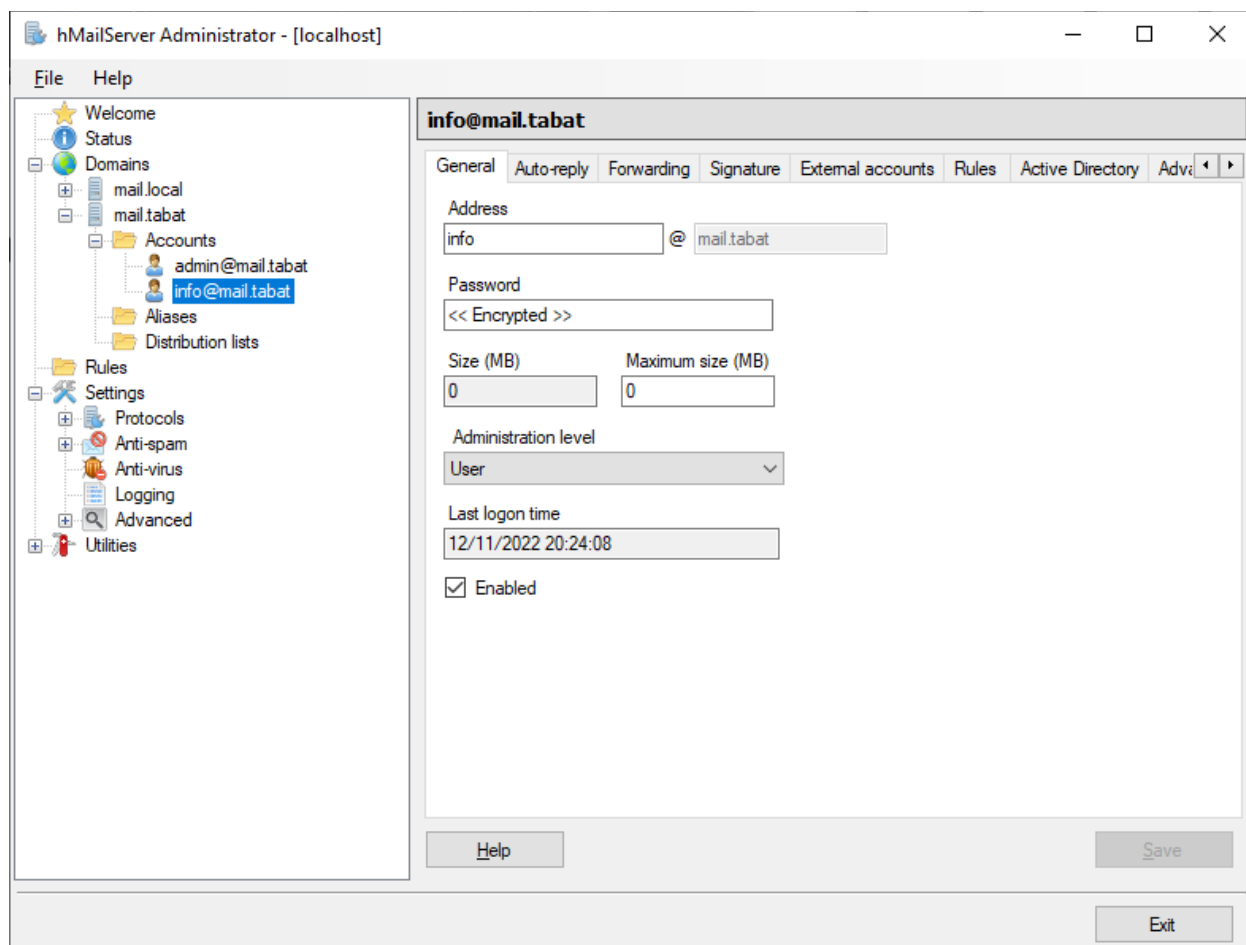 hMailServer Administrator - [localhost]
File Help
Welcome
Status
Domains
mail.local
mail.tabat
Accounts
admin@mail.tabat
info@mail.tabat
Aliases
Distribution lists
Rules
Settings
Protocols
Anti-spam
Anti-virus
Logging
Advanced
Utilities
info@mail.tabat
General Auto-reply Forwarding Signature External accounts Rules Active Directory
Address
info @ mail.tabat
Password
<< Encrypted >>
Size (MB) Maximum size (MB)
0 0
Administration level
User
Last logon time
12/11/2022 20:24:08
Enabled
Help Save
Exit